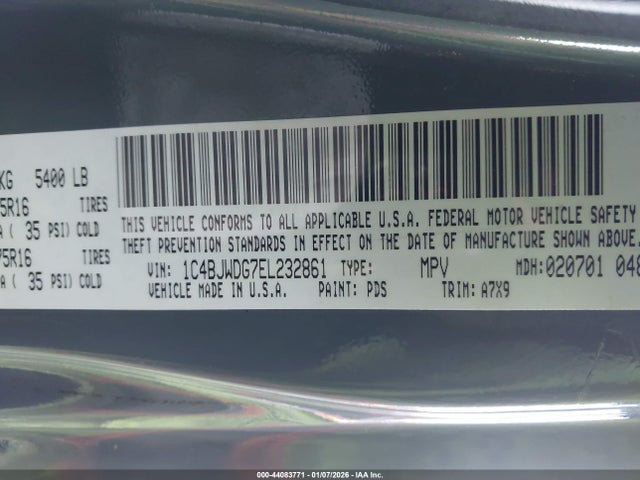 KG 5400 LB
5R16 TIRES
A ( 35 PSI) COLD
75R16 TIRES
A ( 35 PSI) COLD
THIS VEHICLE CONFORMS TO ALL APPLICABLE U.S.A. FEDERAL MOTOR VEHICLE SAFETY
THEFT PREVENTION STANDARDS IN EFFECT ON THE DATE OF MANUFACTURE SHOWN ABOVE.
VIN: 1C4BJWDG7EL232861 TYPE: MPV MDH:020701 048
VEHICLE MADE IN U.S.A. PAINT: PDS TRIM: A7X9
000-44083771 - 01/07/2026 - IAA Inc.